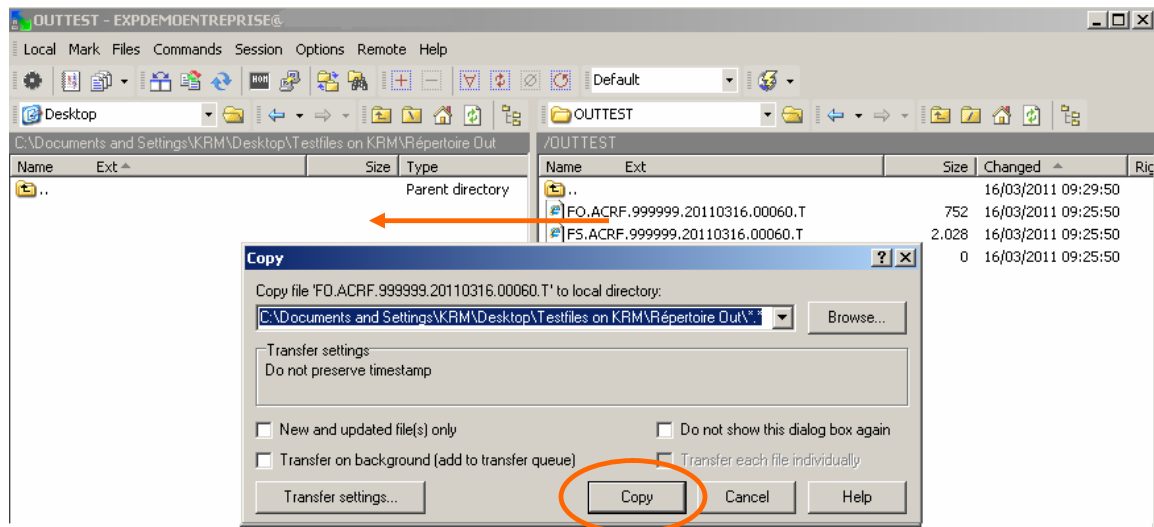 OUTTEST - EXPDEMOENTREPRISE@
Local Mark Files Commands Session Options Remote Help
Default
Desktop
OUTTEST
C:\Documents and Settings\KRM\Desktop\Testfiles on KRM\Répertoire Out
/OUTTEST
Name Ext Size Type
Name Ext Size Changed Rig
.. Parent directory
.. 16/03/2011 09:29:50
FO.ACRF.999999.20110316.00060.T 752 16/03/2011 09:25:50
FS.ACRF.999999.20110316.00060.T 2.028 16/03/2011 09:25:50
0 16/03/2011 09:25:50
Copy
Copy file 'FO.ACRF.999999.20110316.00060.T' to local directory:
C:\Documents and Settings\KRM\Desktop\Testfiles on KRM\Répertoire Out\*.*
Browse...
Transfer settings
Do not preserve timestamp
New and updated file(s) only
Do not show this dialog box again
Transfer on background (add to transfer queue)
Transfer each file individually
Transfer settings...
Copy
Cancel
Help